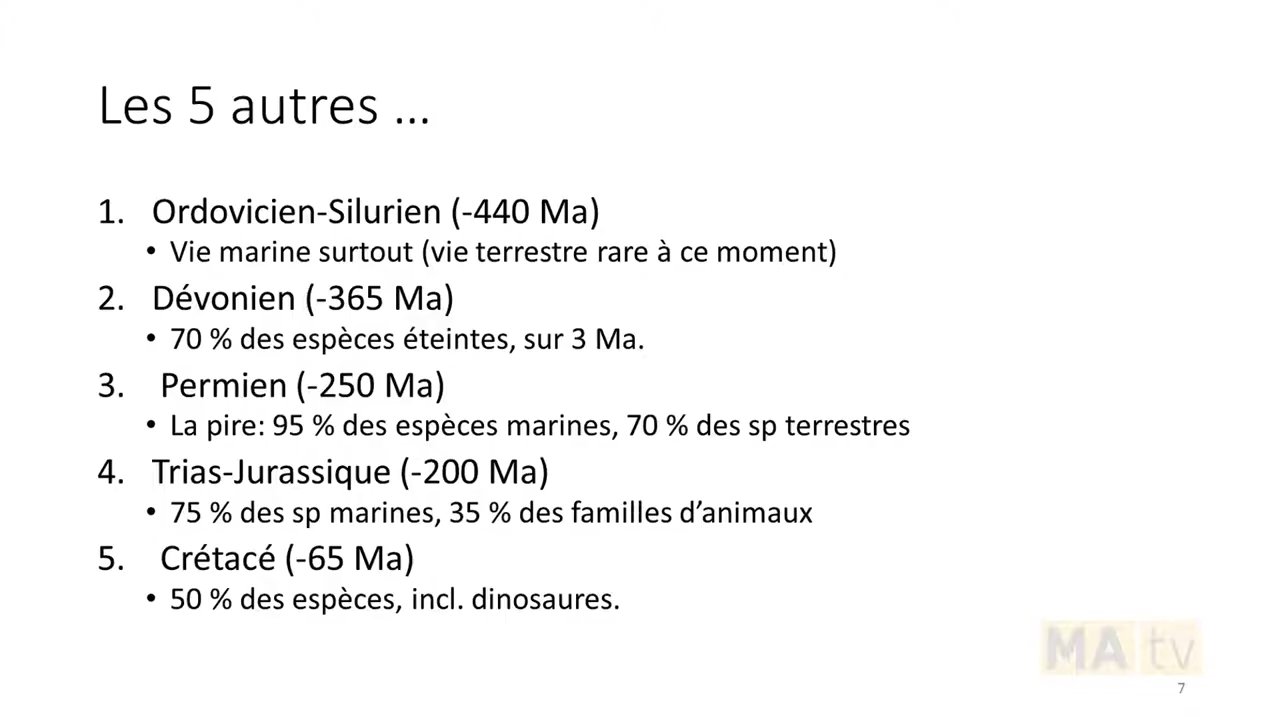 Les 5 autres …
1. Ordovicien-Silurien (-440 Ma)
• Vie marine surtout (vie terrestre rare à ce moment)
2. Dévonien (-365 Ma)
• 70 % des espèces éteintes, sur 3 Ma.
3. Permien (-250 Ma)
• La pire: 95 % des espèces marines, 70 % des sp terrestres
4. Trias-Jurassique (-200 Ma)
• 75 % des sp marines, 35 % des familles d’animaux
5. Crétacé (-65 Ma)
• 50 % des espèces, incl. dinosaures.
MAtv
7